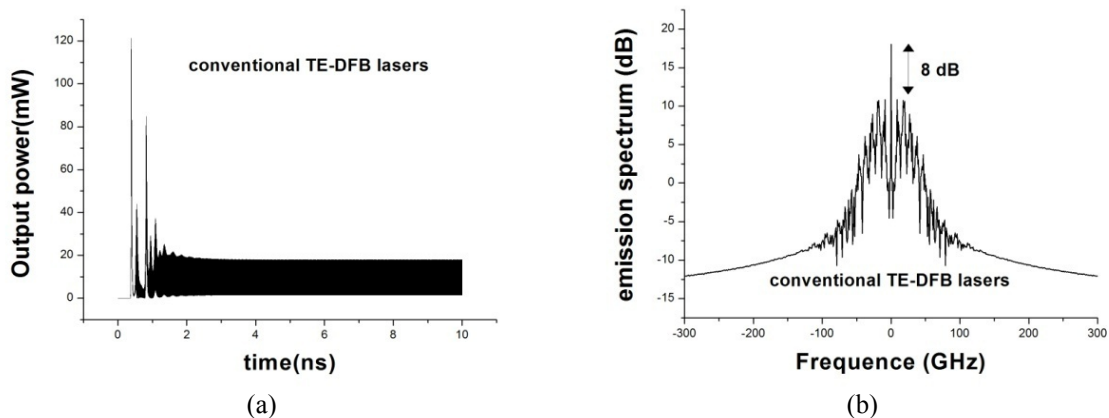 120
100
80
60
40
20
0
Output power(mW)
conventional TE-DFB lasers
0 2 4 6 8 10
time(ns)
(a)
25
20
15
10
5
0
-5
-10
-15
emission spectrum (dB)
8 dB
conventional TE-DFB lasers
-300 -200 -100 0 100 200 300
Frequence (GHz)
(b)